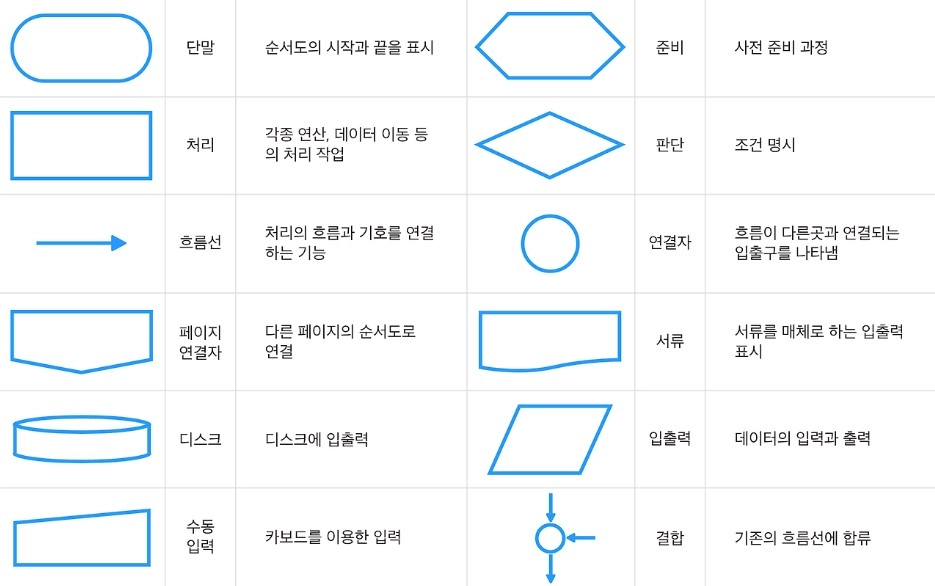 단말
순서도의 시작과 끝을 표시
준비
사전 준비 과정
처리
각종 연산, 데이터 이동 등
의 처리 작업
판단
조건 명시
흐름선
처리의 흐름과 기호를 연결
하는 기능
연결자
흐름이 다른곳과 연결되는
입출구를 나타냄
페이지
연결자
다른 페이지의 순서도로
연결
서류
서류를 매체로 하는 입출력
표시
디스크
디스크에 입출력
입출력
데이터의 입력과 출력
수동
입력
카보드를 이용한 입력
결합
기존의 흐름선에 합류